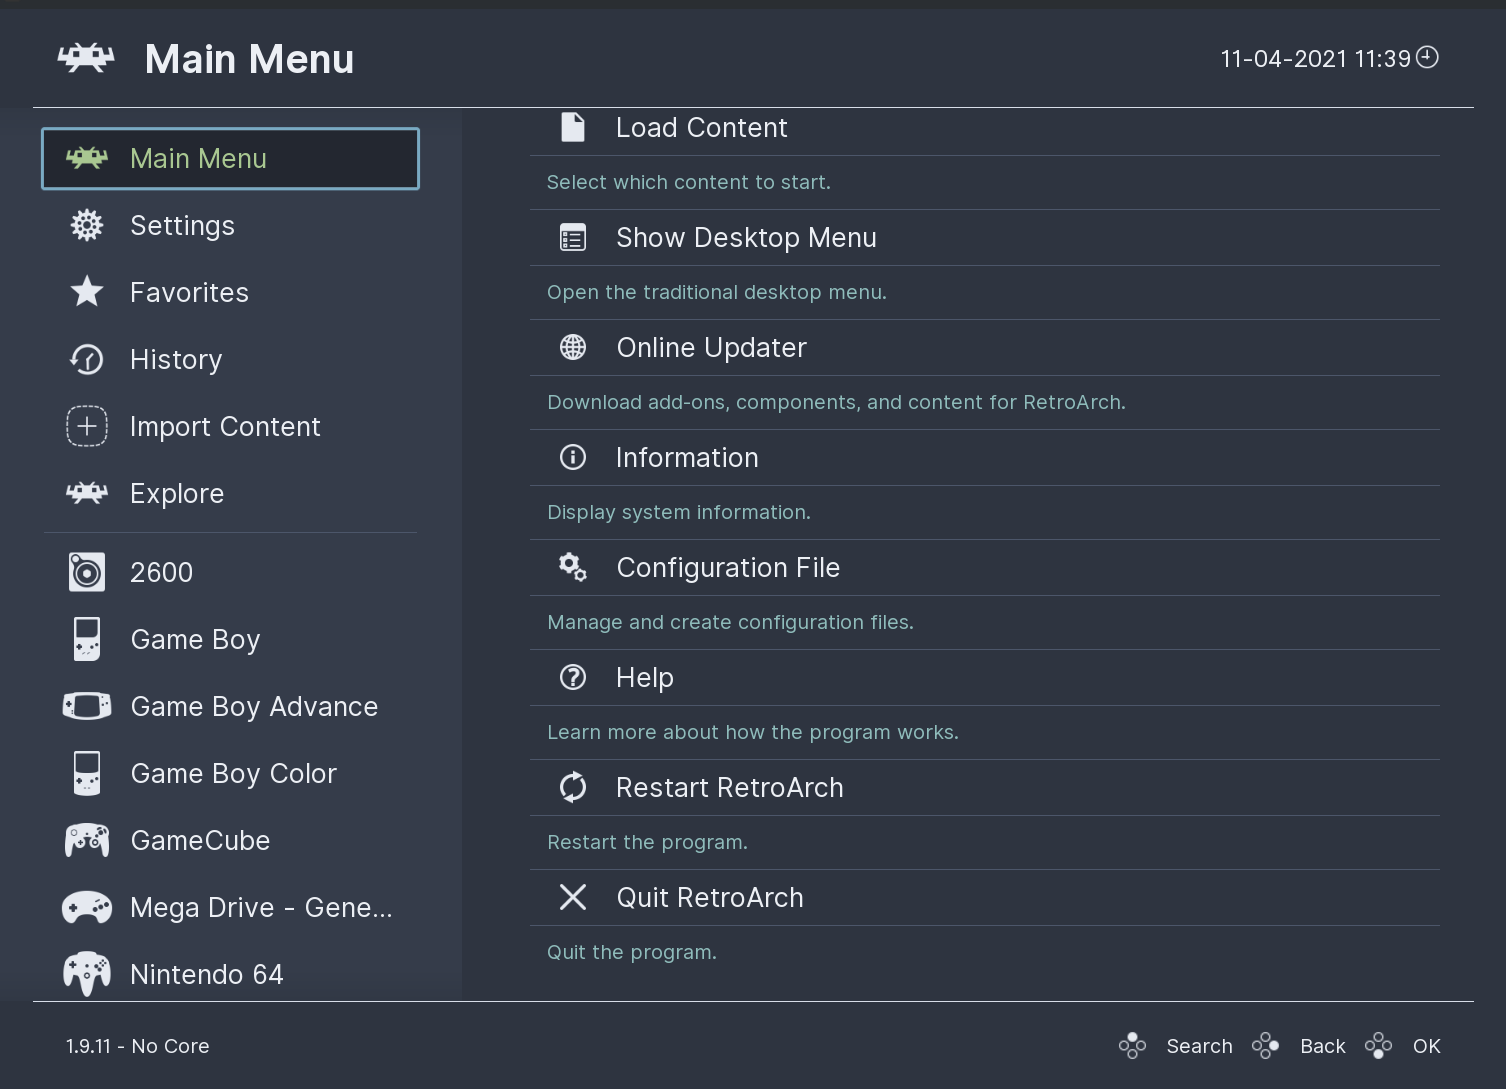 Main Menu
11-04-2021 11:39
Main Menu
Settings
Favorites
History
Import Content
Explore
2600
Game Boy
Game Boy Advance
Game Boy Color
GameCube
Mega Drive - Gene...
Nintendo 64
Load Content
Select which content to start.
Show Desktop Menu
Open the traditional desktop menu.
Online Updater
Download add-ons, components, and content for RetroArch.
Information
Display system information.
Configuration File
Manage and create configuration files.
Help
Learn more about how the program works.
Restart RetroArch
Restart the program.
Quit RetroArch
Quit the program.
1.9.11 - No Core
Search Back OK